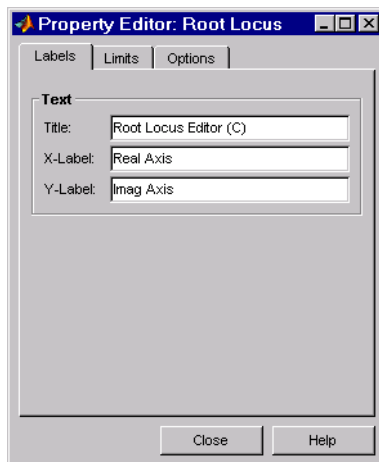 Property Editor: Root Locus
Labels Limits Options
Text
Title: Root Locus Editor (C)
X-Label: Real Axis
Y-Label: Imag Axis
Close Help